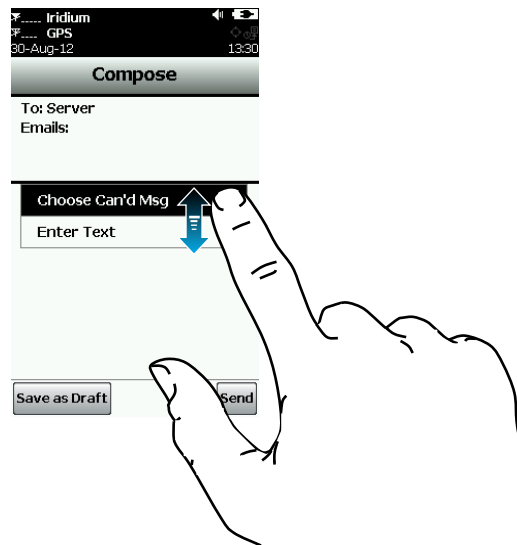 Iridium
GPS
30-Aug-12 13:30
Compose
To: Server
Emails:
Choose Can'd Msg
Enter Text
Save as Draft Send